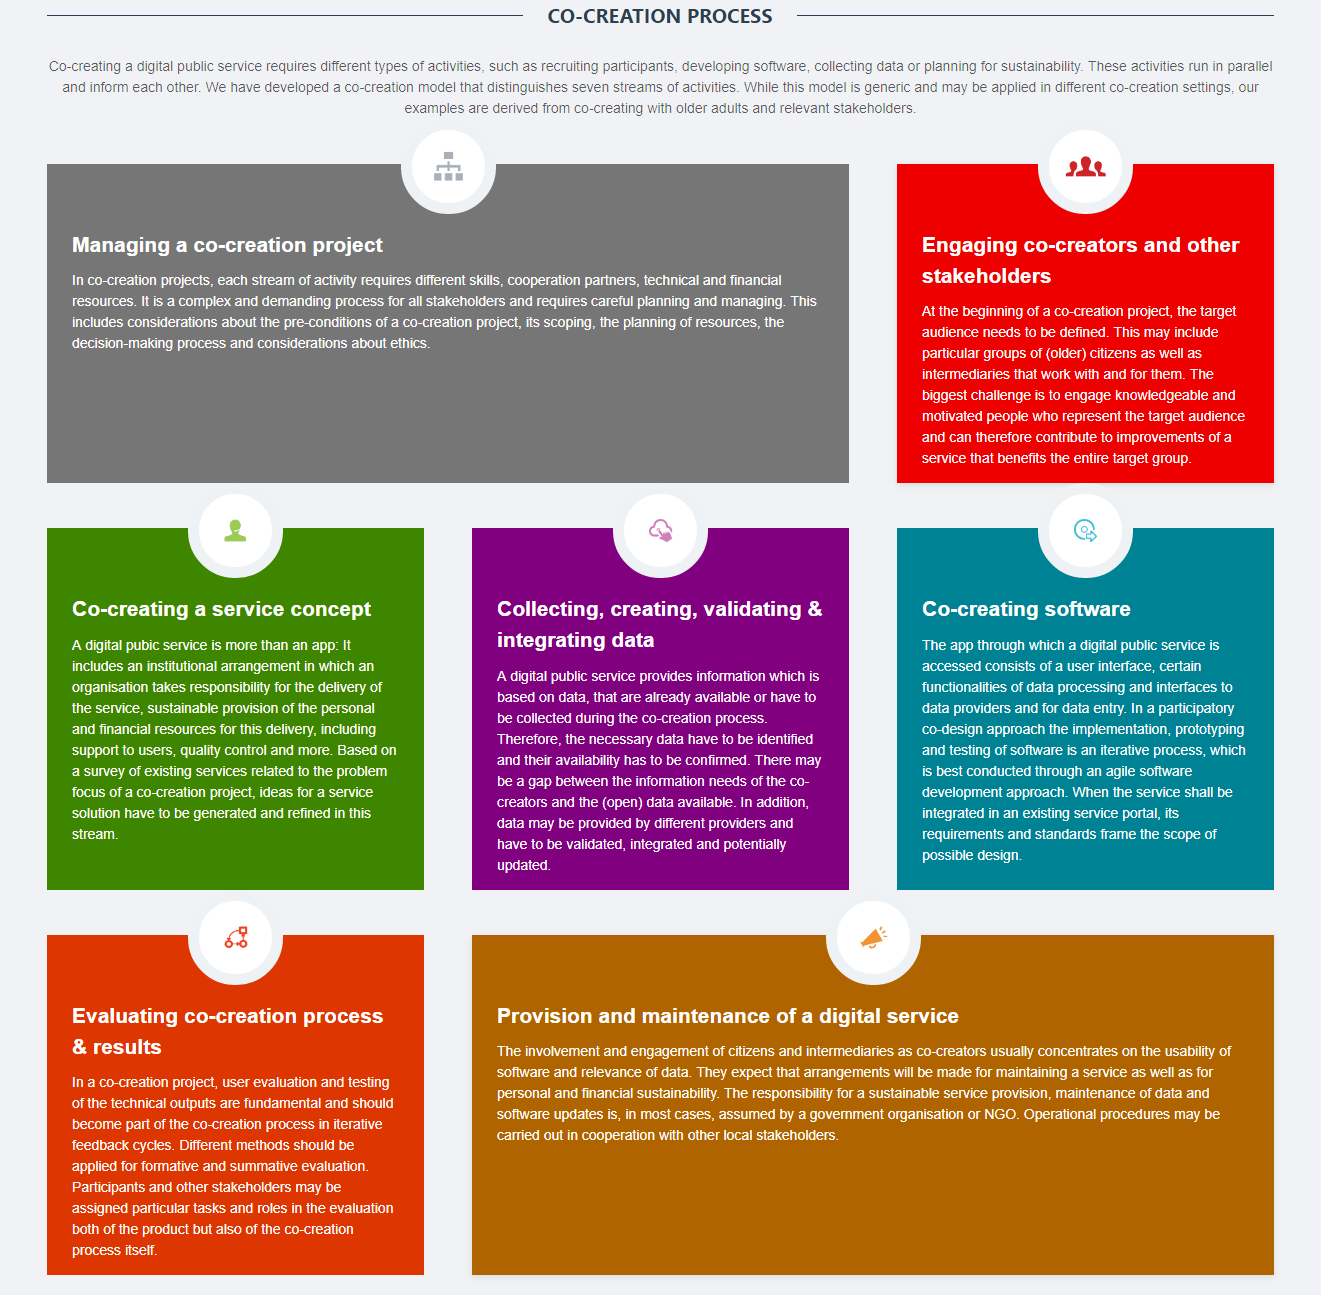 CO-CREATION PROCESS
Co-creating a digital public service requires different types of activities, such as recruiting participants, developing software, collecting data or planning for sustainability. These activities run in parallel
and inform each other. We have developed a co-creation model that distinguishes seven streams of activities. While this model is generic and may be applied in different co-creation settings, our
examples are derived from co-creating with older adults and relevant stakeholders.
Managing a co-creation project
In co-creation projects, each stream of activity requires different skills, cooperation partners, technical and financial
resources. It is a complex and demanding process for all stakeholders and requires careful planning and managing. This
includes considerations about the pre-conditions of a co-creation project, its scoping, the planning of resources, the
decision-making process and considerations about ethics.
Engaging co-creators and other
stakeholders
At the beginning of a co-creation project, the target
audience needs to be defined. This may include
particular groups of (older) citizens as well as
intermediaries that work with and for them. The
biggest challenge is to engage knowledgeable and
motivated people who represent the target audience
and can therefore contribute to improvements of a
service that benefits the entire target group.
Co-creating a service concept
A digital pubic service is more than an app: It
includes an institutional arrangement in which an
organisation takes responsibility for the delivery of
the service, sustainable provision of the personal
and financial resources for this delivery, including
support to users, quality control and more. Based on
a survey of existing services related to the problem
focus of a co-creation project, ideas for a service
solution have to be generated and refined in this
stream.
Collecting, creating, validating &
integrating data
A digital public service provides information which is
based on data, that are already available or have to
be collected during the co-creation process.
Therefore, the necessary data have to be identified
and their availability has to be confirmed. There may
be a gap between the information needs of the co-
creators and the (open) data available. In addition,
data may be provided by different providers and
have to be validated, integrated and potentially
updated.
Co-creating software
The app through which a digital public service is
accessed consists of a user interface, certain
functionalities of data processing and interfaces to
data providers and for data entry. In a participatory
co-design approach the implementation, prototyping
and testing of software is an iterative process, which
is best conducted through an agile software
development approach. When the service shall be
integrated in an existing service portal, its
requirements and standards frame the scope of
possible design.
Evaluating co-creation process
& results
In a co-creation project, user evaluation and testing
of the technical outputs are fundamental and should
become part of the co-creation process in iterative
feedback cycles. Different methods should be
applied for formative and summative evaluation.
Participants and other stakeholders may be
assigned particular tasks and roles in the evaluation
both of the product but also of the co-creation
process itself.
Provision and maintenance of a digital service
The involvement and engagement of citizens and intermediaries as co-creators usually concentrates on the usability of
software and relevance of data. They expect that arrangements will be made for maintaining a service as well as for
personal and financial sustainability. The responsibility for a sustainable service provision, maintenance of data and
software updates is, in most cases, assumed by a government organisation or NGO. Operational procedures may be
carried out in cooperation with other local stakeholders.